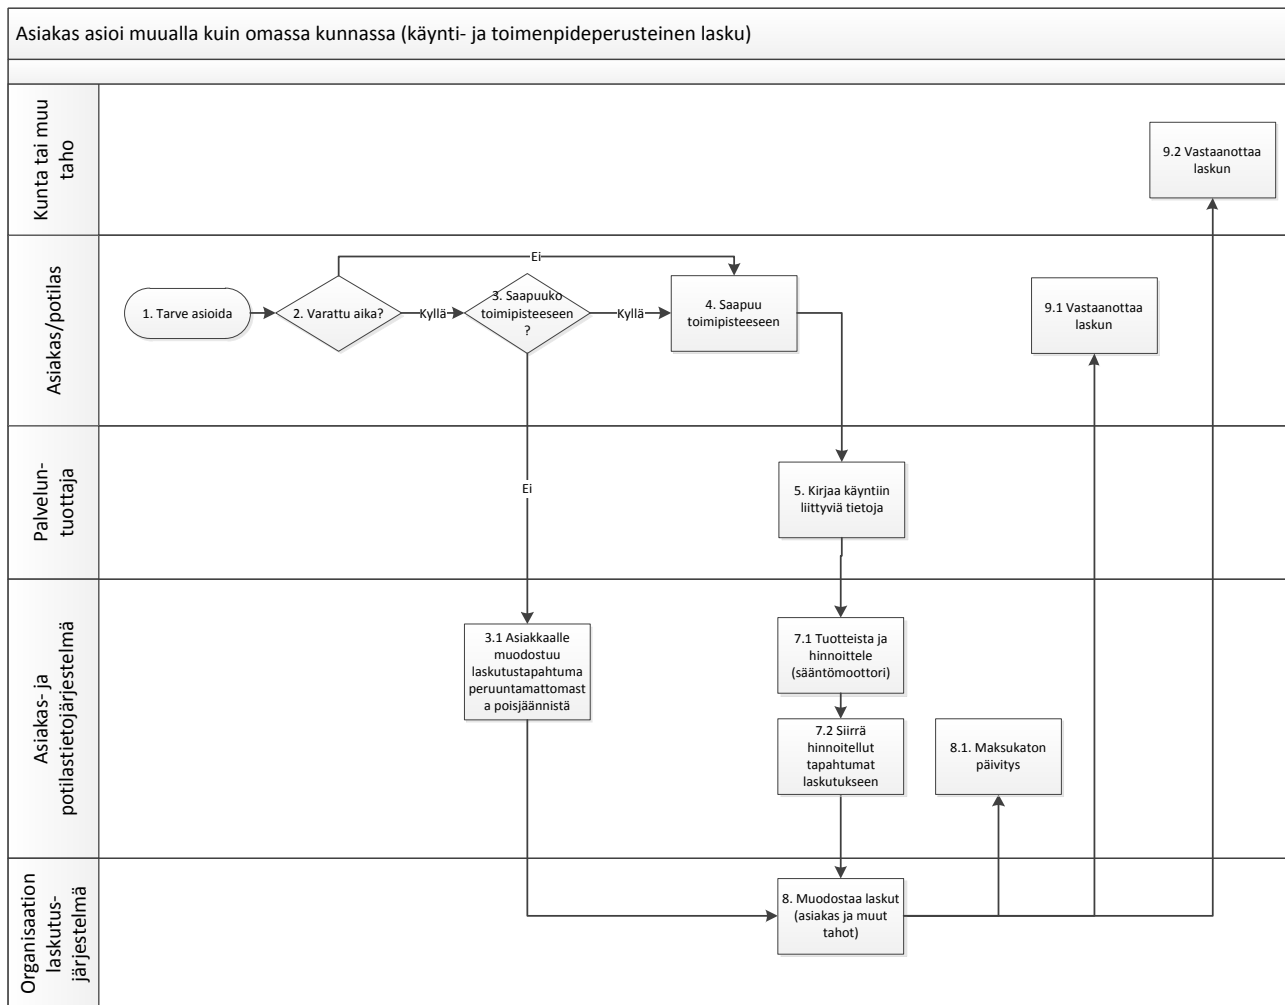 Asiakas asioi muualla kuin omassa kunnassa (käynti- ja toimenpideperusteinen lasku)
Kunta tai muu
taho
9.2 Vastaanottaa
laskun
Asiakas/potilas
1. Tarve asioida
2. Varattu aika?
Ei
Kyllä
3. Saapuuko
toimipisteeseen
?
Kyllä
4. Saapuu
toimipisteeseen
9.1 Vastaanottaa
laskun
Ei
Palvelun-
tuottaja
5. Kirjaa käyntiin
liittyviä tietoja
Asiakas- ja
potilastietojärjestelmä
3.1 Asiakkaalle
muodostuu
laskutustapahtuma
peruuntamattomast
a poisjäännistä
7.1 Tuotteista ja
hinnoittele
(sääntömoottori)
7.2 Siirrä
hinnoitellut
tapahtumat
laskutukseen
8.1. Maksukaton
päivitys
Organisaation
laskutus-
järjestelmä
8. Muodostaa laskut
(asiakas ja muut
tahot)